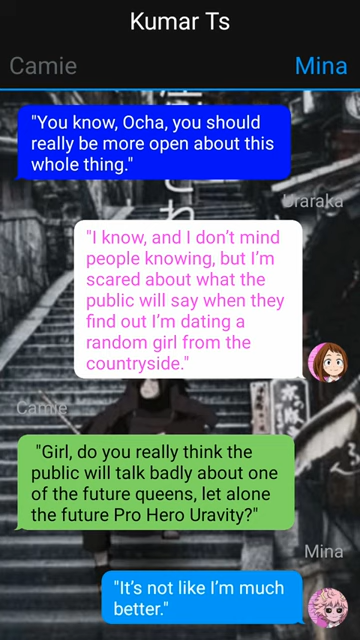 Kumar Ts
Camie
Mina
"You know, Ocha, you should
really be more open about this
whole thing."
Uraraka
"I know, and I don’t mind
people knowing, but I’m
scared about what the
public will say when they
find out I’m dating a
random girl from the
countryside."
Camie
"Girl, do you really think the
public will talk badly about one
of the future queens, let alone
the future Pro Hero Uravity?"
Mina
"It’s not like I’m much
better."